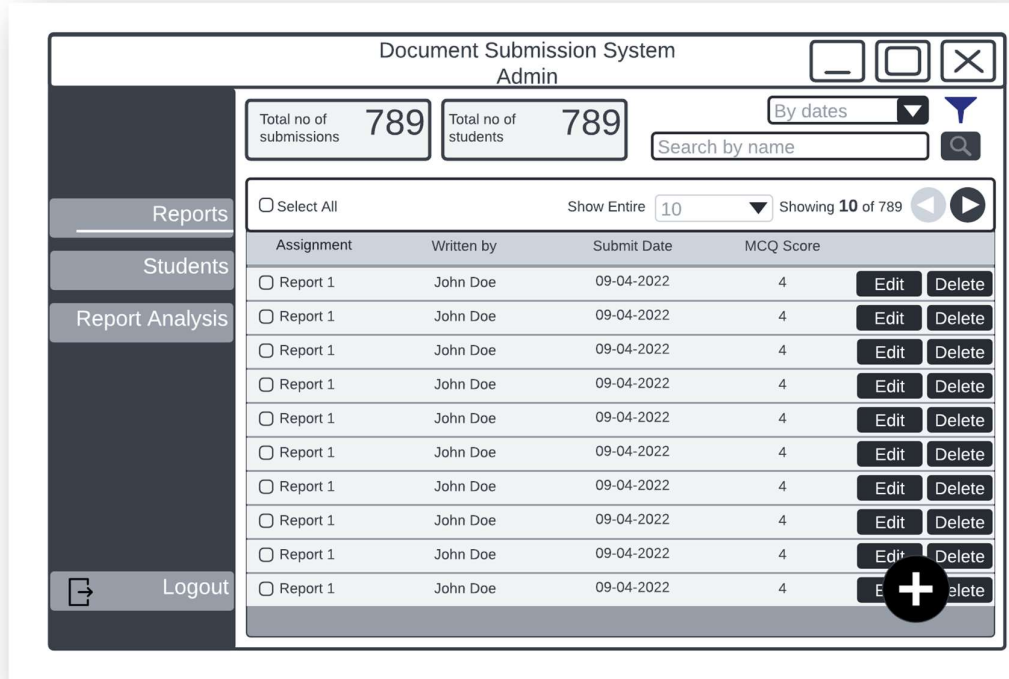 Document Submission System
Admin
Total no of
submissions
789
Total no of
students
789
By dates
Search by name
Reports
Students
Report Analysis
Logout
Select All
Show Entire
10
Showing 10 of 789
Assignment Written by Submit Date MCQ Score
Report 1 John Doe 09-04-2022 4 Edit Delete
Report 1 John Doe 09-04-2022 4 Edit Delete
Report 1 John Doe 09-04-2022 4 Edit Delete
Report 1 John Doe 09-04-2022 4 Edit Delete
Report 1 John Doe 09-04-2022 4 Edit Delete
Report 1 John Doe 09-04-2022 4 Edit Delete
Report 1 John Doe 09-04-2022 4 Edit Delete
Report 1 John Doe 09-04-2022 4 Edit Delete
Report 1 John Doe 09-04-2022 4 Edit Delete
Report 1 John Doe 09-04-2022 4